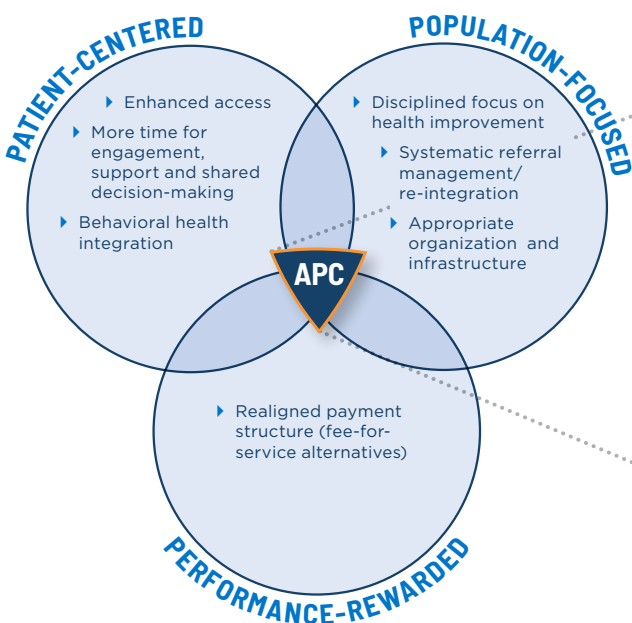 PATIENT-CENTERED
Enhanced access
More time for
engagement,
support and shared
decision-making
Behavioral health
integration
POPULATION-FOCUSED
Disciplined focus on
health improvement
Systematic referral
management/
re-integration
Appropriate
organization and
infrastructure
APC
Realigned payment
structure (fee-for-
service alternatives)
PERFORMANCE-REWARDED